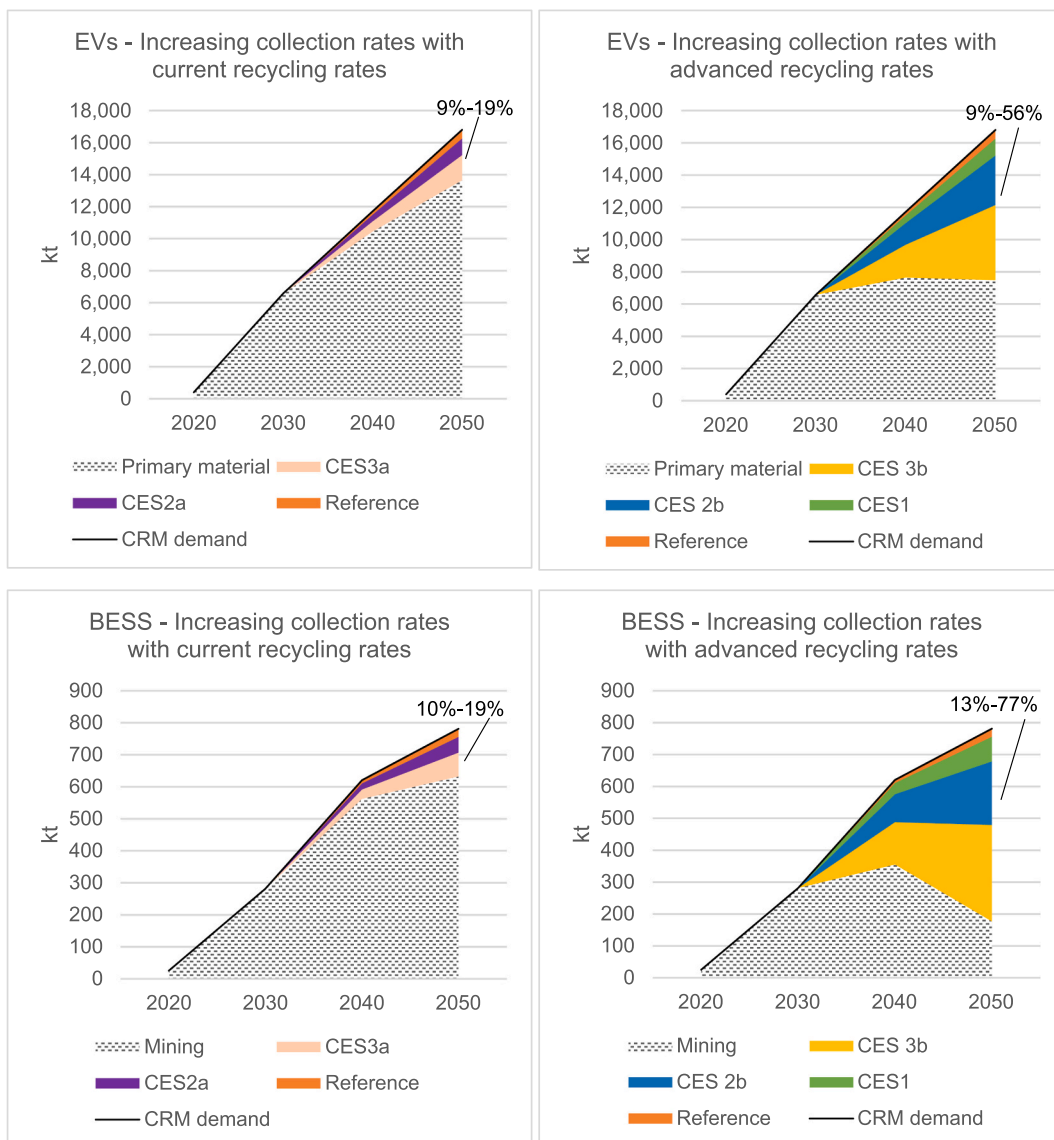 EVs - Increasing collection rates with
current recycling rates
9%-19%
18,000
16,000
14,000
12,000
10,000
8,000
6,000
4,000
2,000
0
kt
2020 2030 2040 2050
Primary material CES3a
CES2a Reference
CRM demand
EVs - Increasing collection rates with
advanced recycling rates
9%-56%
18,000
16,000
14,000
12,000
10,000
8,000
6,000
4,000
2,000
0
kt
2020 2030 2040 2050
Primary material CES 3b
CES 2b CES1
Reference CRM demand
BESS - Increasing collection rates
with current recycling rates
10%-19%
900
800
700
600
500
400
300
200
100
0
kt
2020 2030 2040 2050
Mining CES3a
CES2a Reference
CRM demand
BESS - Increasing collection rates
with advanced recycling rates
13%-77%
900
800
700
600
500
400
300
200
100
0
kt
2020 2030 2040 2050
Mining CES 3b
CES 2b CES1
Reference CRM demand